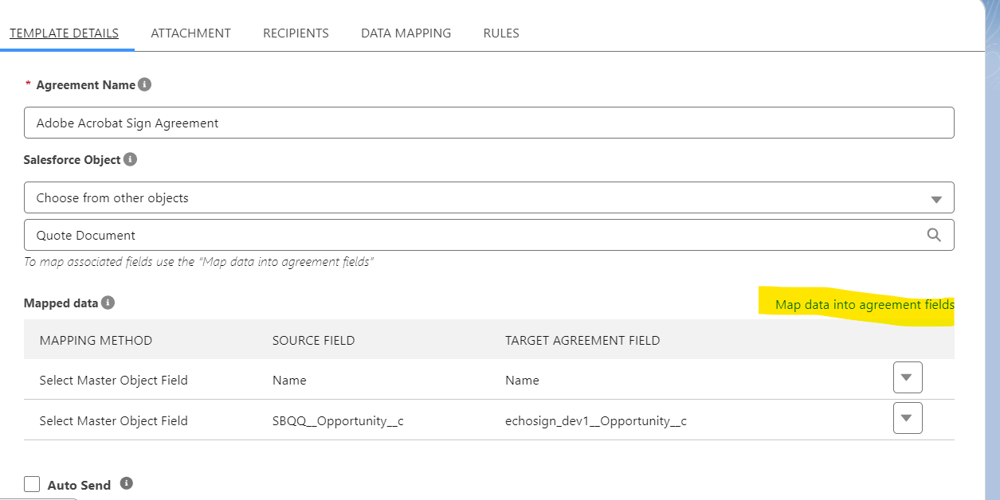 TEMPLATE DETAILS ATTACHMENT RECIPIENTS DATA MAPPING RULES
* Agreement Name
Adobe Acrobat Sign Agreement
Salesforce Object
Choose from other objects
Quote Document
To map associated fields use the "Map data into agreement fields"
Mapped data Map data into agreement fields
MAPPING METHOD SOURCE FIELD TARGET AGREEMENT FIELD
Select Master Object Field Name Name
Select Master Object Field SBQQ__Opportunity__c echosign_dev1__Opportunity__c
Auto Send